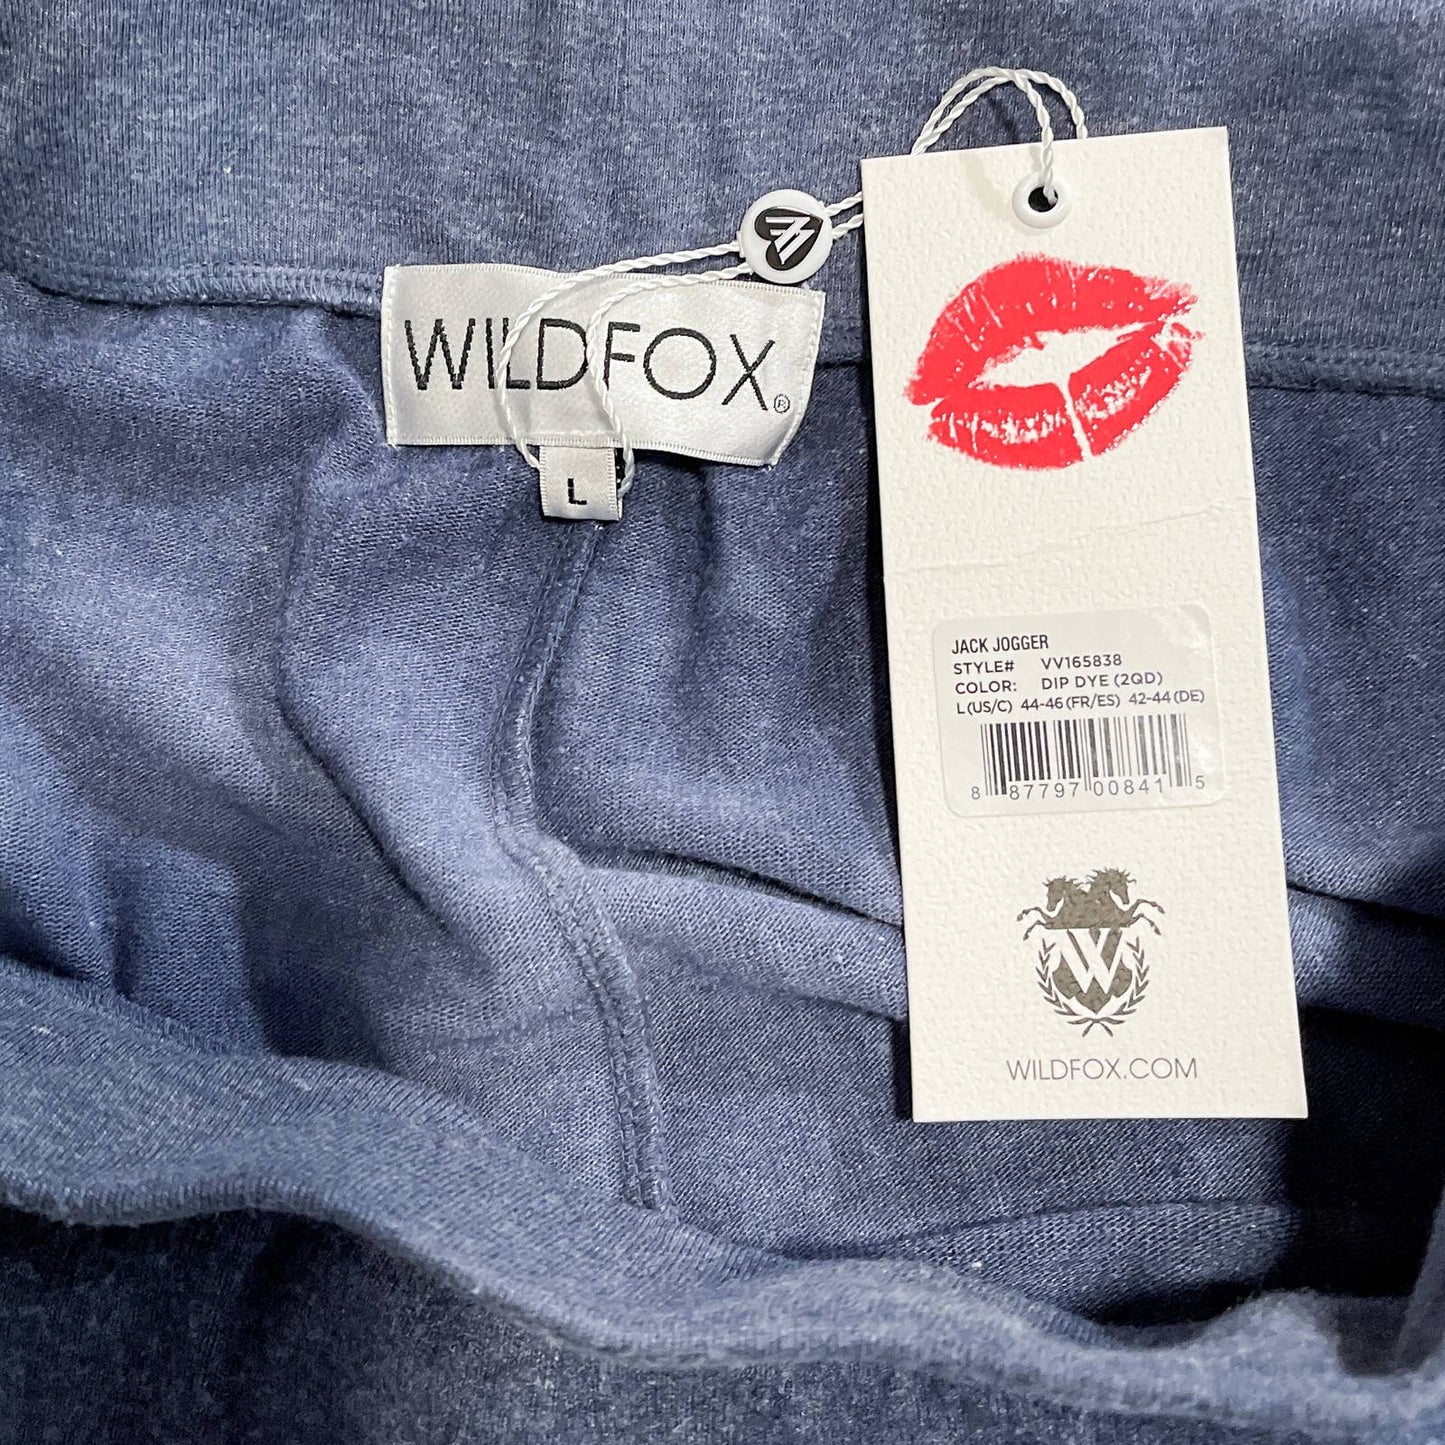 WILDFOX®
L
JACK JOGGER
STYLE# VV165838
COLOR: DIP DYE (2QD)
L(US/C) 44-46(FR/ES) 42-44(DE)
8 87797 00841 5
W
WILDFOX.COM